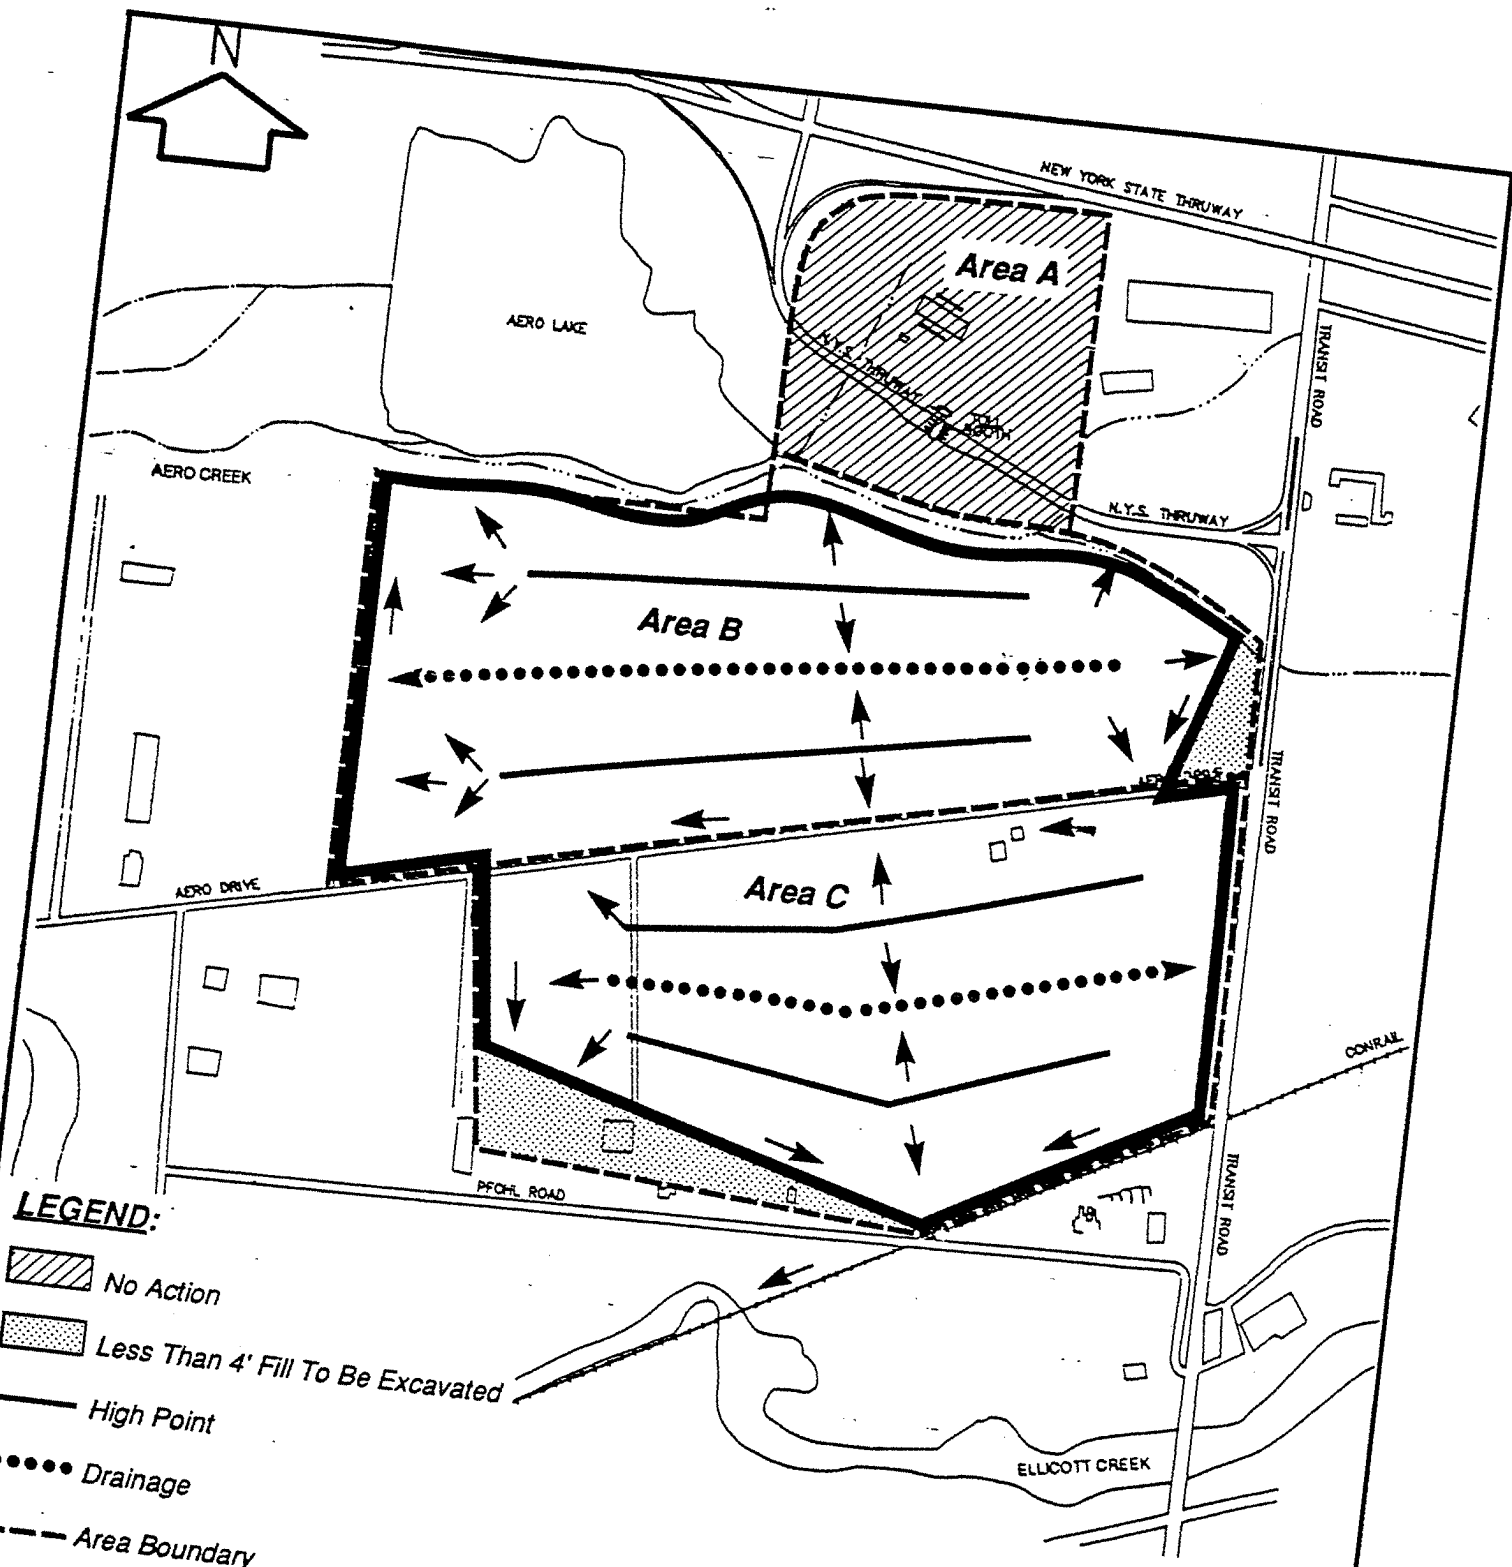 N
NEW YORK STATE THRUWAY
Area A
AERO LAKE
N.Y.S. THRUWAY
TOLL
BOOTH
TRANSIT ROAD
AERO CREEK
N.Y.S. THRUWAY
Area B
TRANSIT ROAD
AERO DRIVE
Area C
CONRAIL
PFOHL ROAD
TRANSIT ROAD
LEGEND:
No Action
Less Than 4' Fill To Be Excavated
High Point
Drainage
Area Boundary
ELLICOTT CREEK